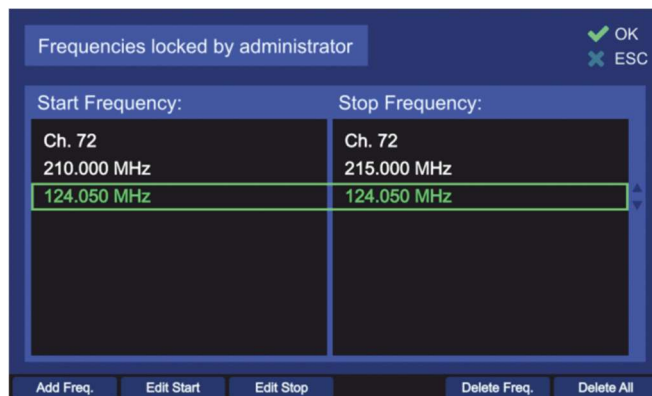 Frequencies locked by administrator
OK
ESC
Start Frequency: Stop Frequency:
Ch. 72 Ch. 72
210.000 MHz 215.000 MHz
124.050 MHz 124.050 MHz
Add Freq. Edit Start Edit Stop Delete Freq. Delete All